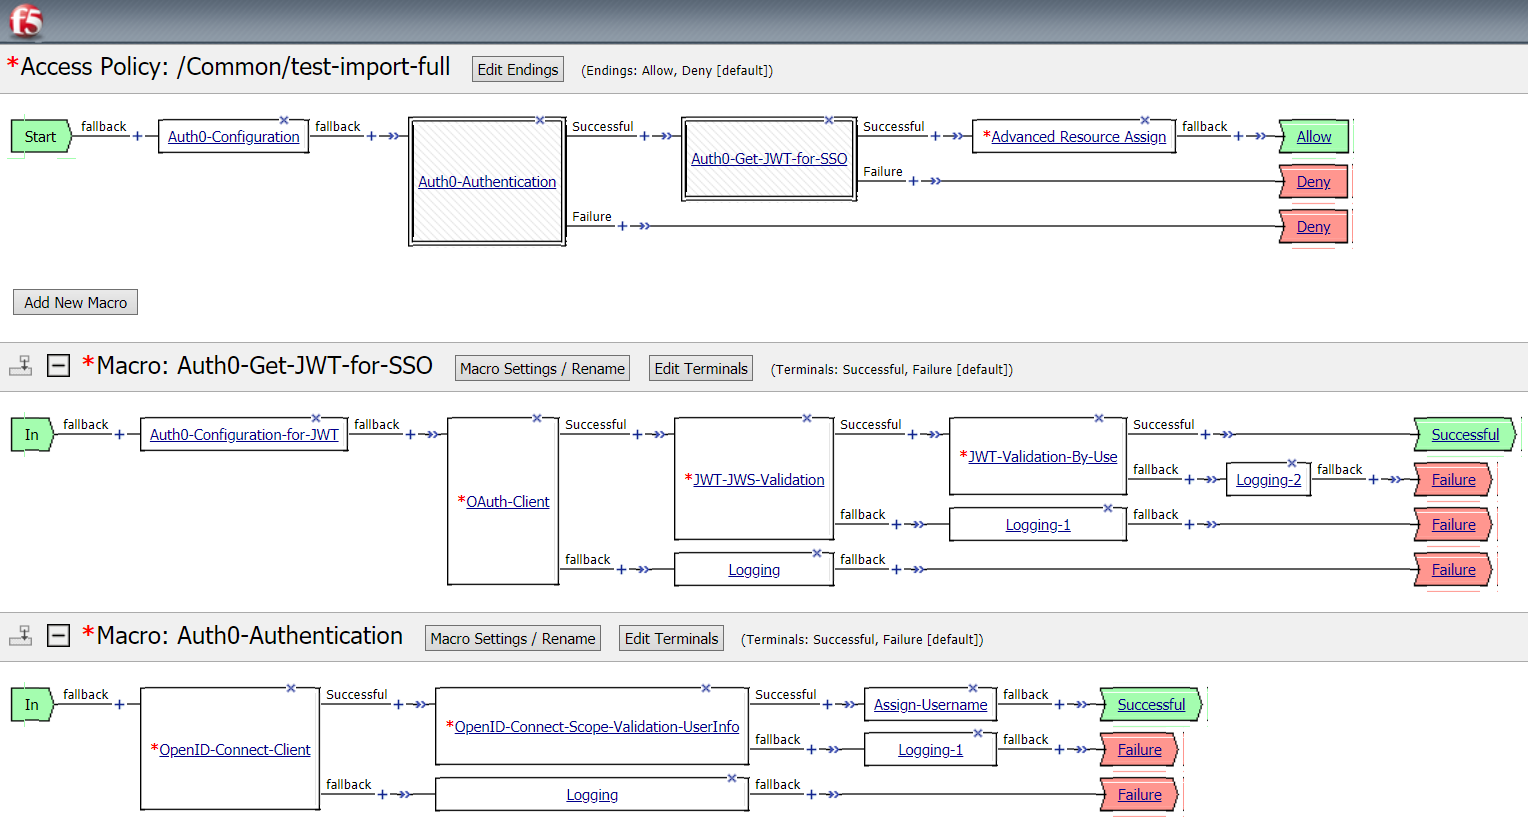 f5
*Access Policy: /Common/test-import-full Edit Endings (Endings: Allow, Deny [default])
Start fallback + Auth0-Configuration × fallback + Auth0-Authentication × Successful + Auth0-Get-JWT-for-SSO × Successful + *Advanced Resource Assign × fallback + Allow
Failure + Deny
Failure + Deny
Add New Macro
*Macro: Auth0-Get-JWT-for-SSO Macro Settings / Rename Edit Terminals (Terminals: Successful, Failure [default])
In fallback + Auth0-Configuration-for-JWT × fallback + *OAuth-Client × Successful + *JWT-JWS-Validation × Successful + *JWT-Validation-By-Use × Successful + Successful
fallback + Logging-2 × fallback + Failure
fallback + Logging-1 × fallback + Failure
fallback + Logging × fallback + Failure
*Macro: Auth0-Authentication Macro Settings / Rename Edit Terminals (Terminals: Successful, Failure [default])
In fallback + *OpenID-Connect-Client × Successful + *OpenID-Connect-Scope-Validation-UserInfo × Successful + Assign-Username × fallback + Successful
fallback + Logging-1 × fallback + Failure
fallback + Logging × fallback + Failure